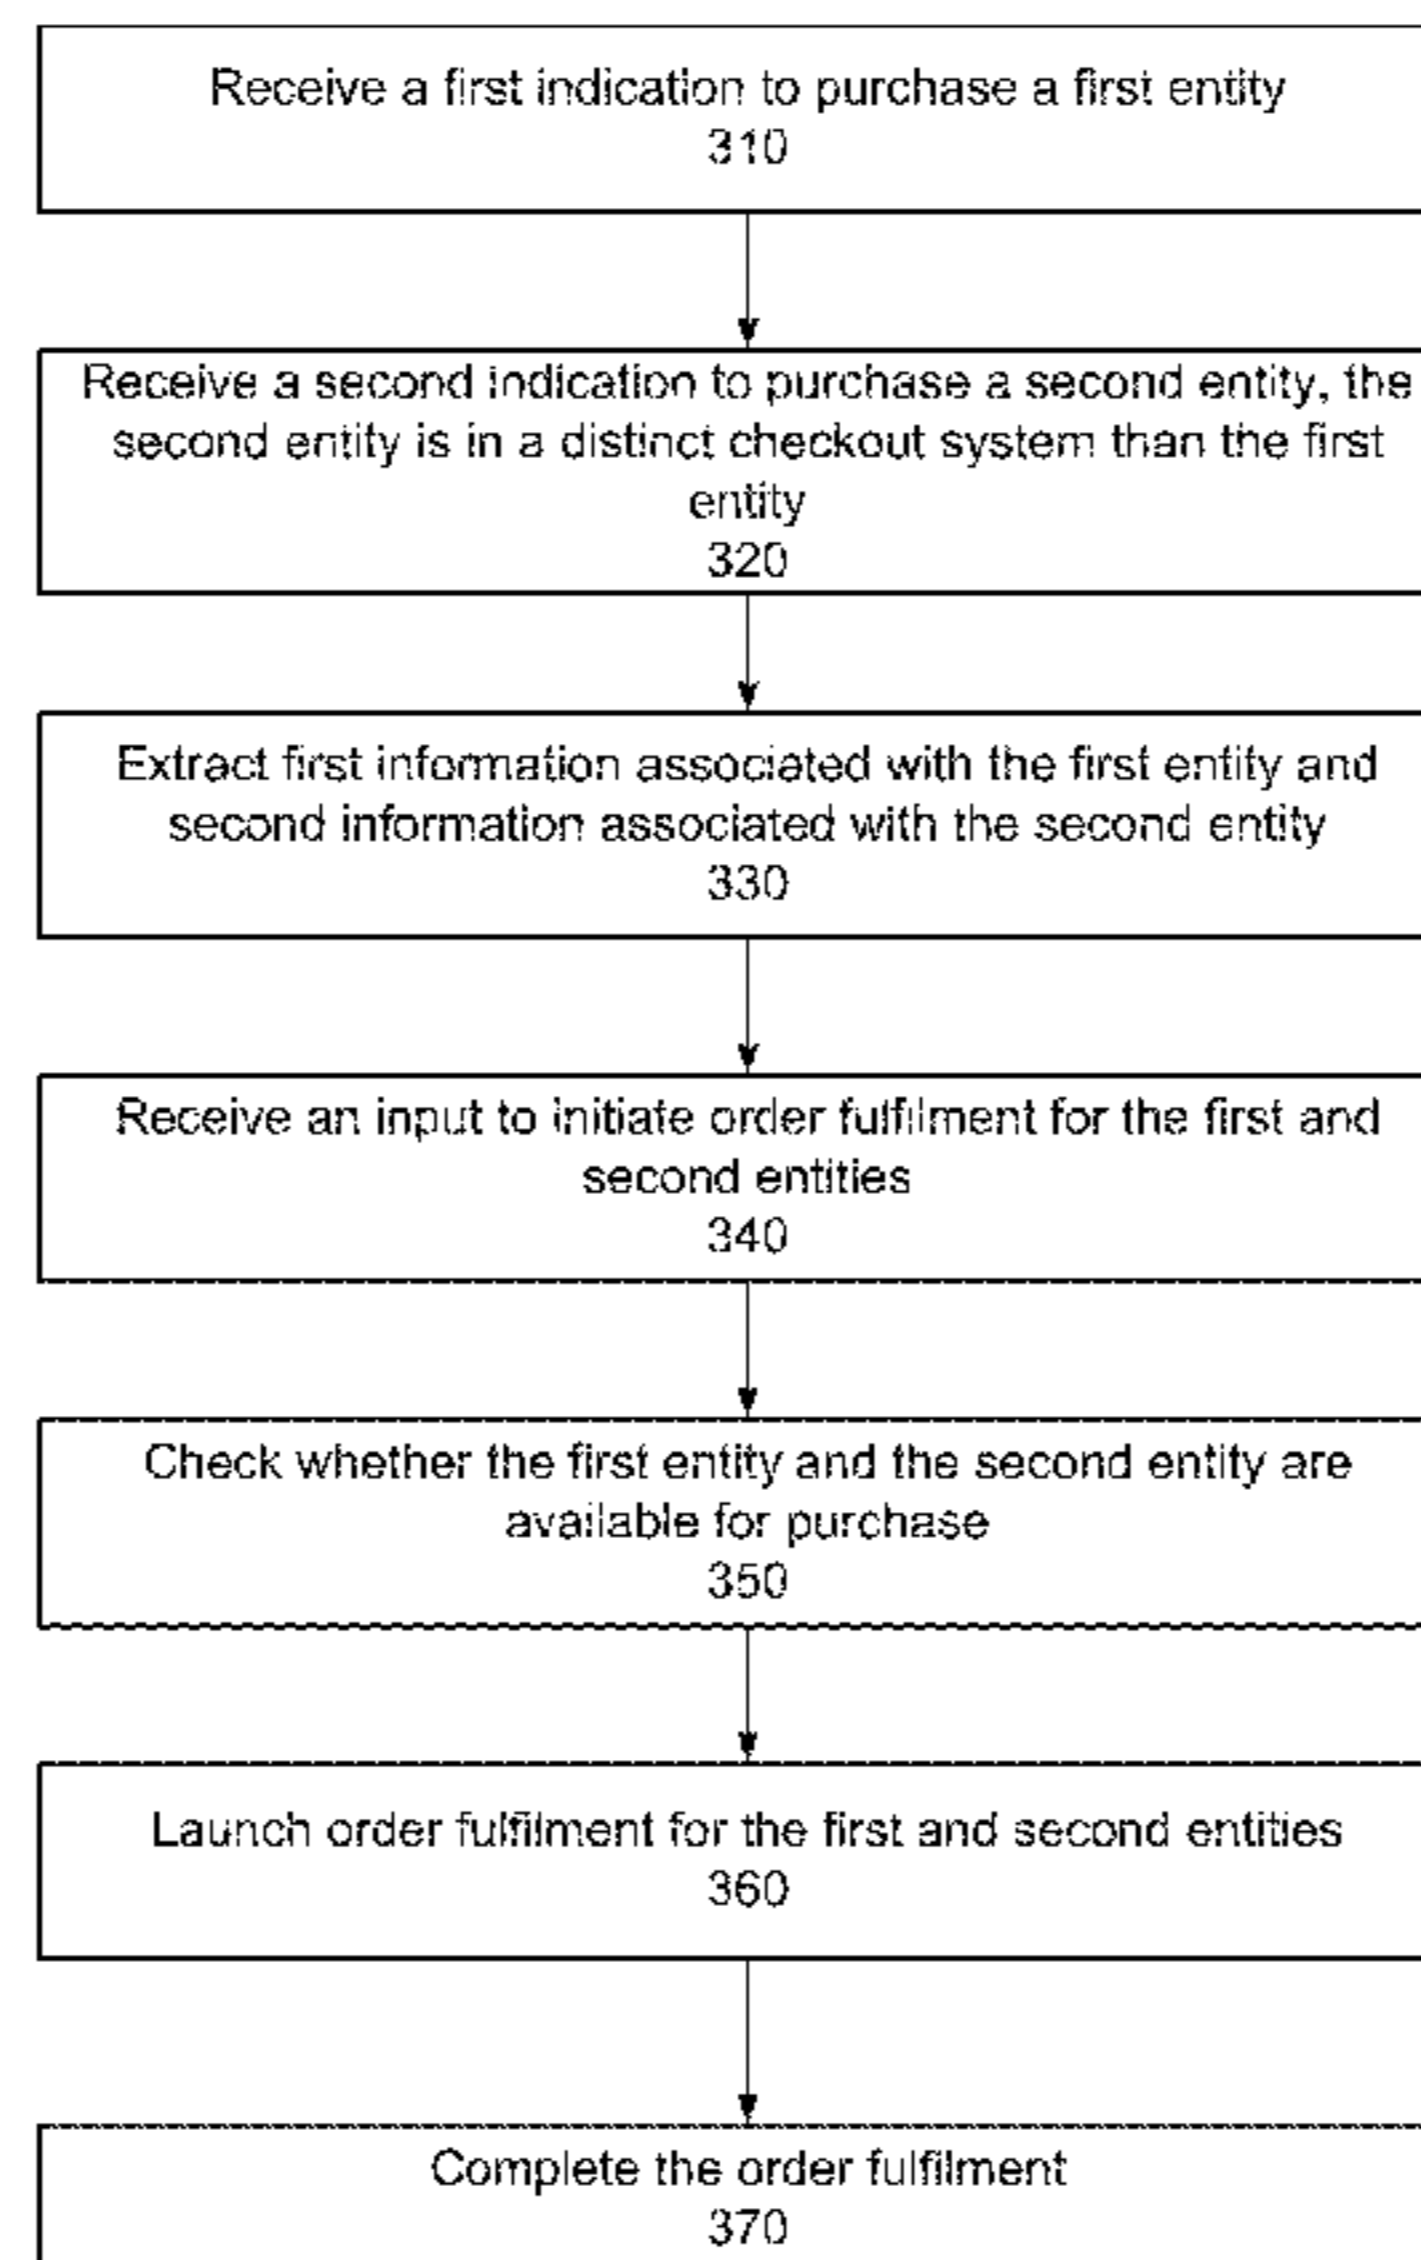 Receive a first indication to purchase a first entity
310
Receive a second indication to purchase a second entity, the
second entity is in a distinct checkout system than the first
entity
320
Extract first information associated with the first entity and
second information associated with the second entity
330
Receive an input to initiate order fulfilment for the first and
second entities
340
Check whether the first entity and the second entity are
available for purchase
350
Launch order fulfilment for the first and second entities
360
Complete the order fulfilment
370